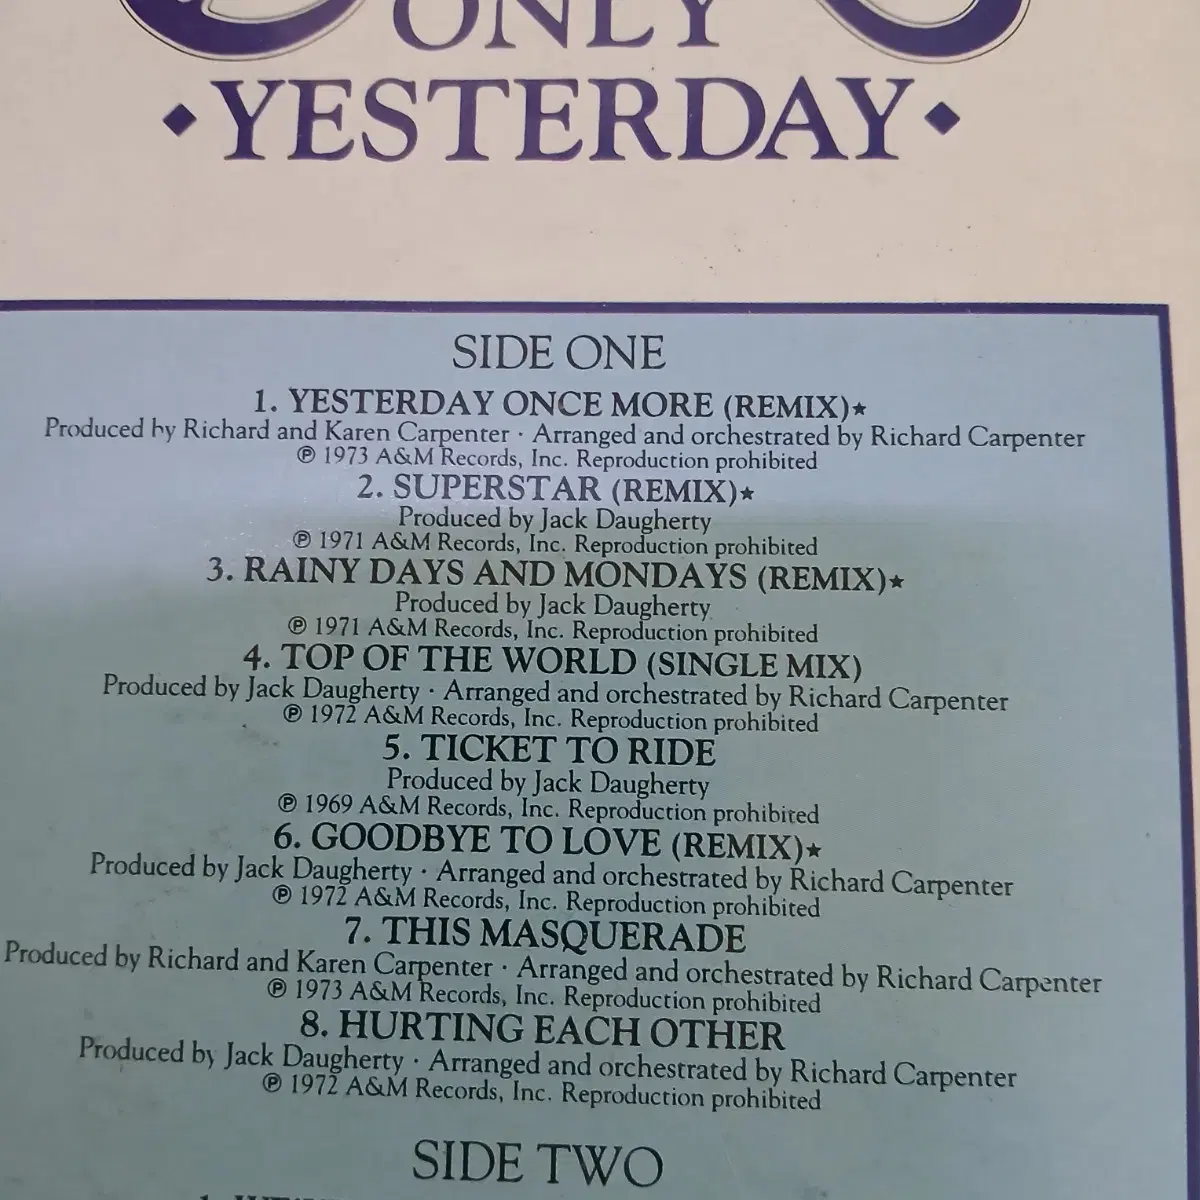 ONLY
◆YESTERDAY◆
SIDE ONE
1. YESTERDAY ONCE MORE (REMIX)★
Produced by Richard and Karen Carpenter · Arranged and orchestrated by Richard Carpenter
℗ 1973 A&M Records, Inc. Reproduction prohibited
2. SUPERSTAR (REMIX)★
Produced by Jack Daugherty
℗ 1971 A&M Records, Inc. Reproduction prohibited
3. RAINY DAYS AND MONDAYS (REMIX)★
Produced by Jack Daugherty
℗ 1971 A&M Records, Inc. Reproduction prohibited
4. TOP OF THE WORLD (SINGLE MIX)
Produced by Jack Daugherty · Arranged and orchestrated by Richard Carpenter
℗ 1972 A&M Records, Inc. Reproduction prohibited
5. TICKET TO RIDE
Produced by Jack Daugherty
℗ 1969 A&M Records, Inc. Reproduction prohibited
6. GOODBYE TO LOVE (REMIX)★
Produced by Jack Daugherty · Arranged and orchestrated by Richard Carpenter
℗ 1972 A&M Records, Inc. Reproduction prohibited
7. THIS MASQUERADE
Produced by Richard and Karen Carpenter · Arranged and orchestrated by Richard Carpenter
℗ 1973 A&M Records, Inc. Reproduction prohibited
8. HURTING EACH OTHER
Produced by Jack Daugherty · Arranged and orchestrated by Richard Carpenter
℗ 1972 A&M Records, Inc. Reproduction prohibited
SIDE TWO